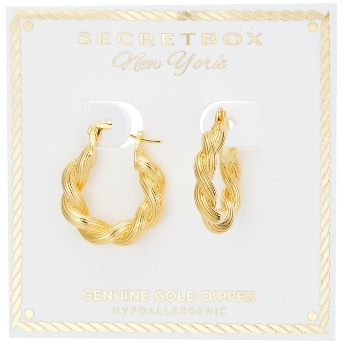 SECRETBOX
New York
GENUINE GOLD DIPPED
HYPOALLERGENIC